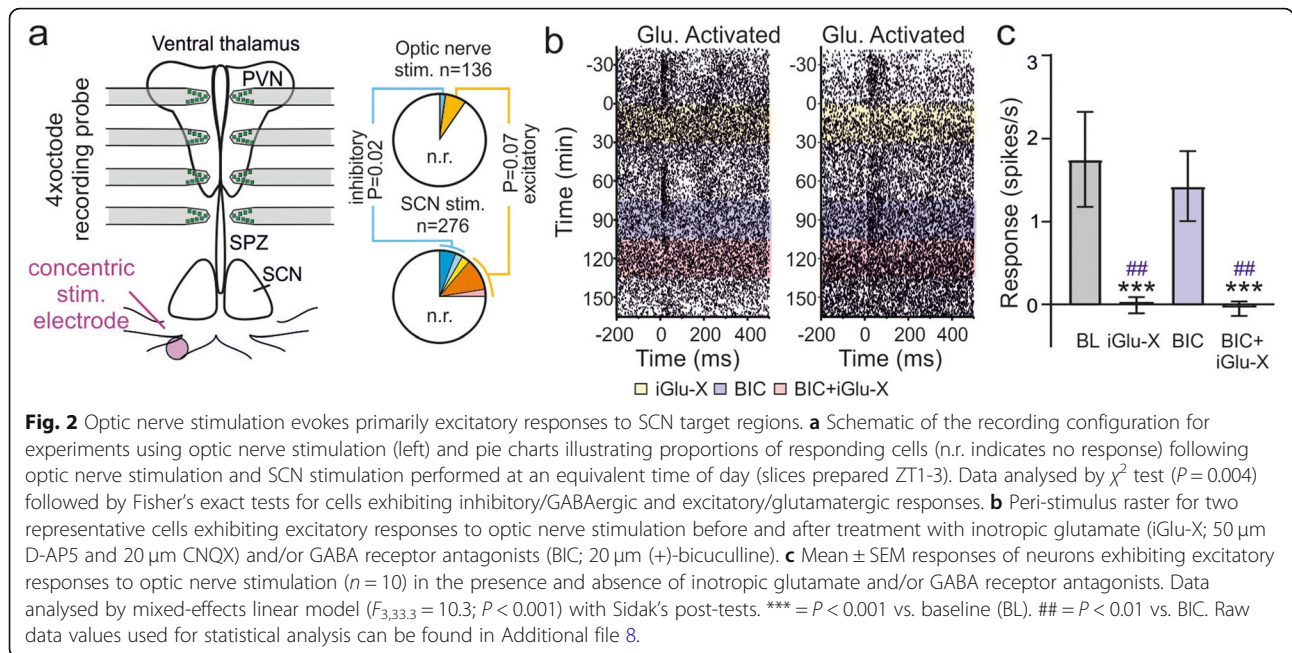 a
Ventral thalamus
PVN
4xoctode
recording probe
SPZ
SCN
concentric
stim.
electrode
Optic nerve
stim. n=136
n.r.
inhibitory
P=0.02
P=0.07
excitatory
SCN stim.
n=276
n.r.
b
Glu. Activated
Glu. Activated
Time (min)
-30
0
30
60
90
120
150
-200 0 200 400
-200 0 200 400
Time (ms)
Time (ms)
iGlu-X BIC BIC+iGlu-X
c
Response (spikes/s)
3
2
1
0
##
***
##
***
BL iGlu-X BIC BIC+
iGlu-X
Fig. 2 Optic nerve stimulation evokes primarily excitatory responses to SCN target regions. a Schematic of the recording configuration for
experiments using optic nerve stimulation (left) and pie charts illustrating proportions of responding cells (n.r. indicates no response) following
optic nerve stimulation and SCN stimulation performed at an equivalent time of day (slices prepared ZT1-3). Data analysed by χ² test (P = 0.004)
followed by Fisher's exact tests for cells exhibiting inhibitory/GABAergic and excitatory/glutamatergic responses. b Peri-stimulus raster for two
representative cells exhibiting excitatory responses to optic nerve stimulation before and after treatment with inotropic glutamate (iGlu-X; 50 μm
D-AP5 and 20 μm CNQX) and/or GABA receptor antagonists (BIC; 20 μm (+)-bicuculline). c Mean ± SEM responses of neurons exhibiting excitatory
responses to optic nerve stimulation (n = 10) in the presence and absence of inotropic glutamate and/or GABA receptor antagonists. Data
analysed by mixed-effects linear model (F3,33.3 = 10.3; P < 0.001) with Sidak's post-tests. *** = P < 0.001 vs. baseline (BL). ## = P < 0.01 vs. BIC. Raw
data values used for statistical analysis can be found in Additional file 8.